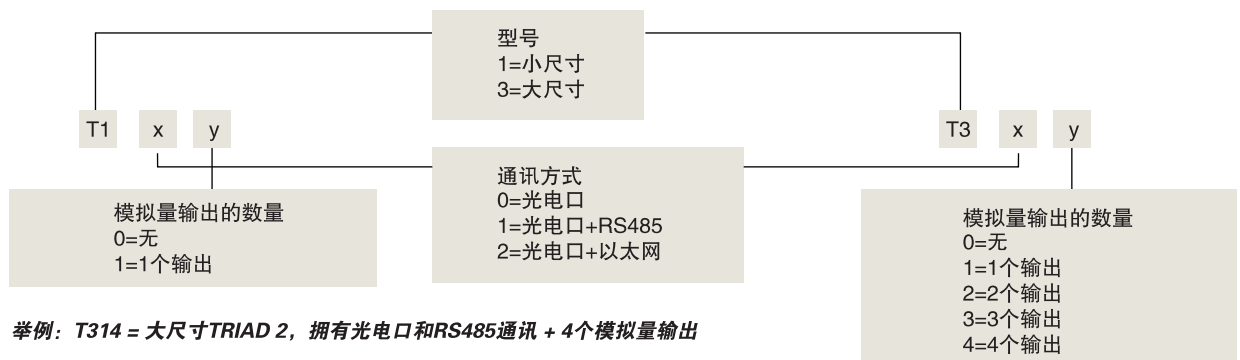 型号
1=小尺寸
3=大尺寸
T1 x y
T3 x y
通讯方式
0=光电口
1=光电口+RS485
2=光电口+以太网
模拟量输出的数量
0=无
1=1个输出
模拟量输出的数量
0=无
1=1个输出
2=2个输出
3=3个输出
4=4个输出
举例：T314 = 大尺寸TRIAD 2，拥有光电口和RS485通讯 + 4个模拟量输出